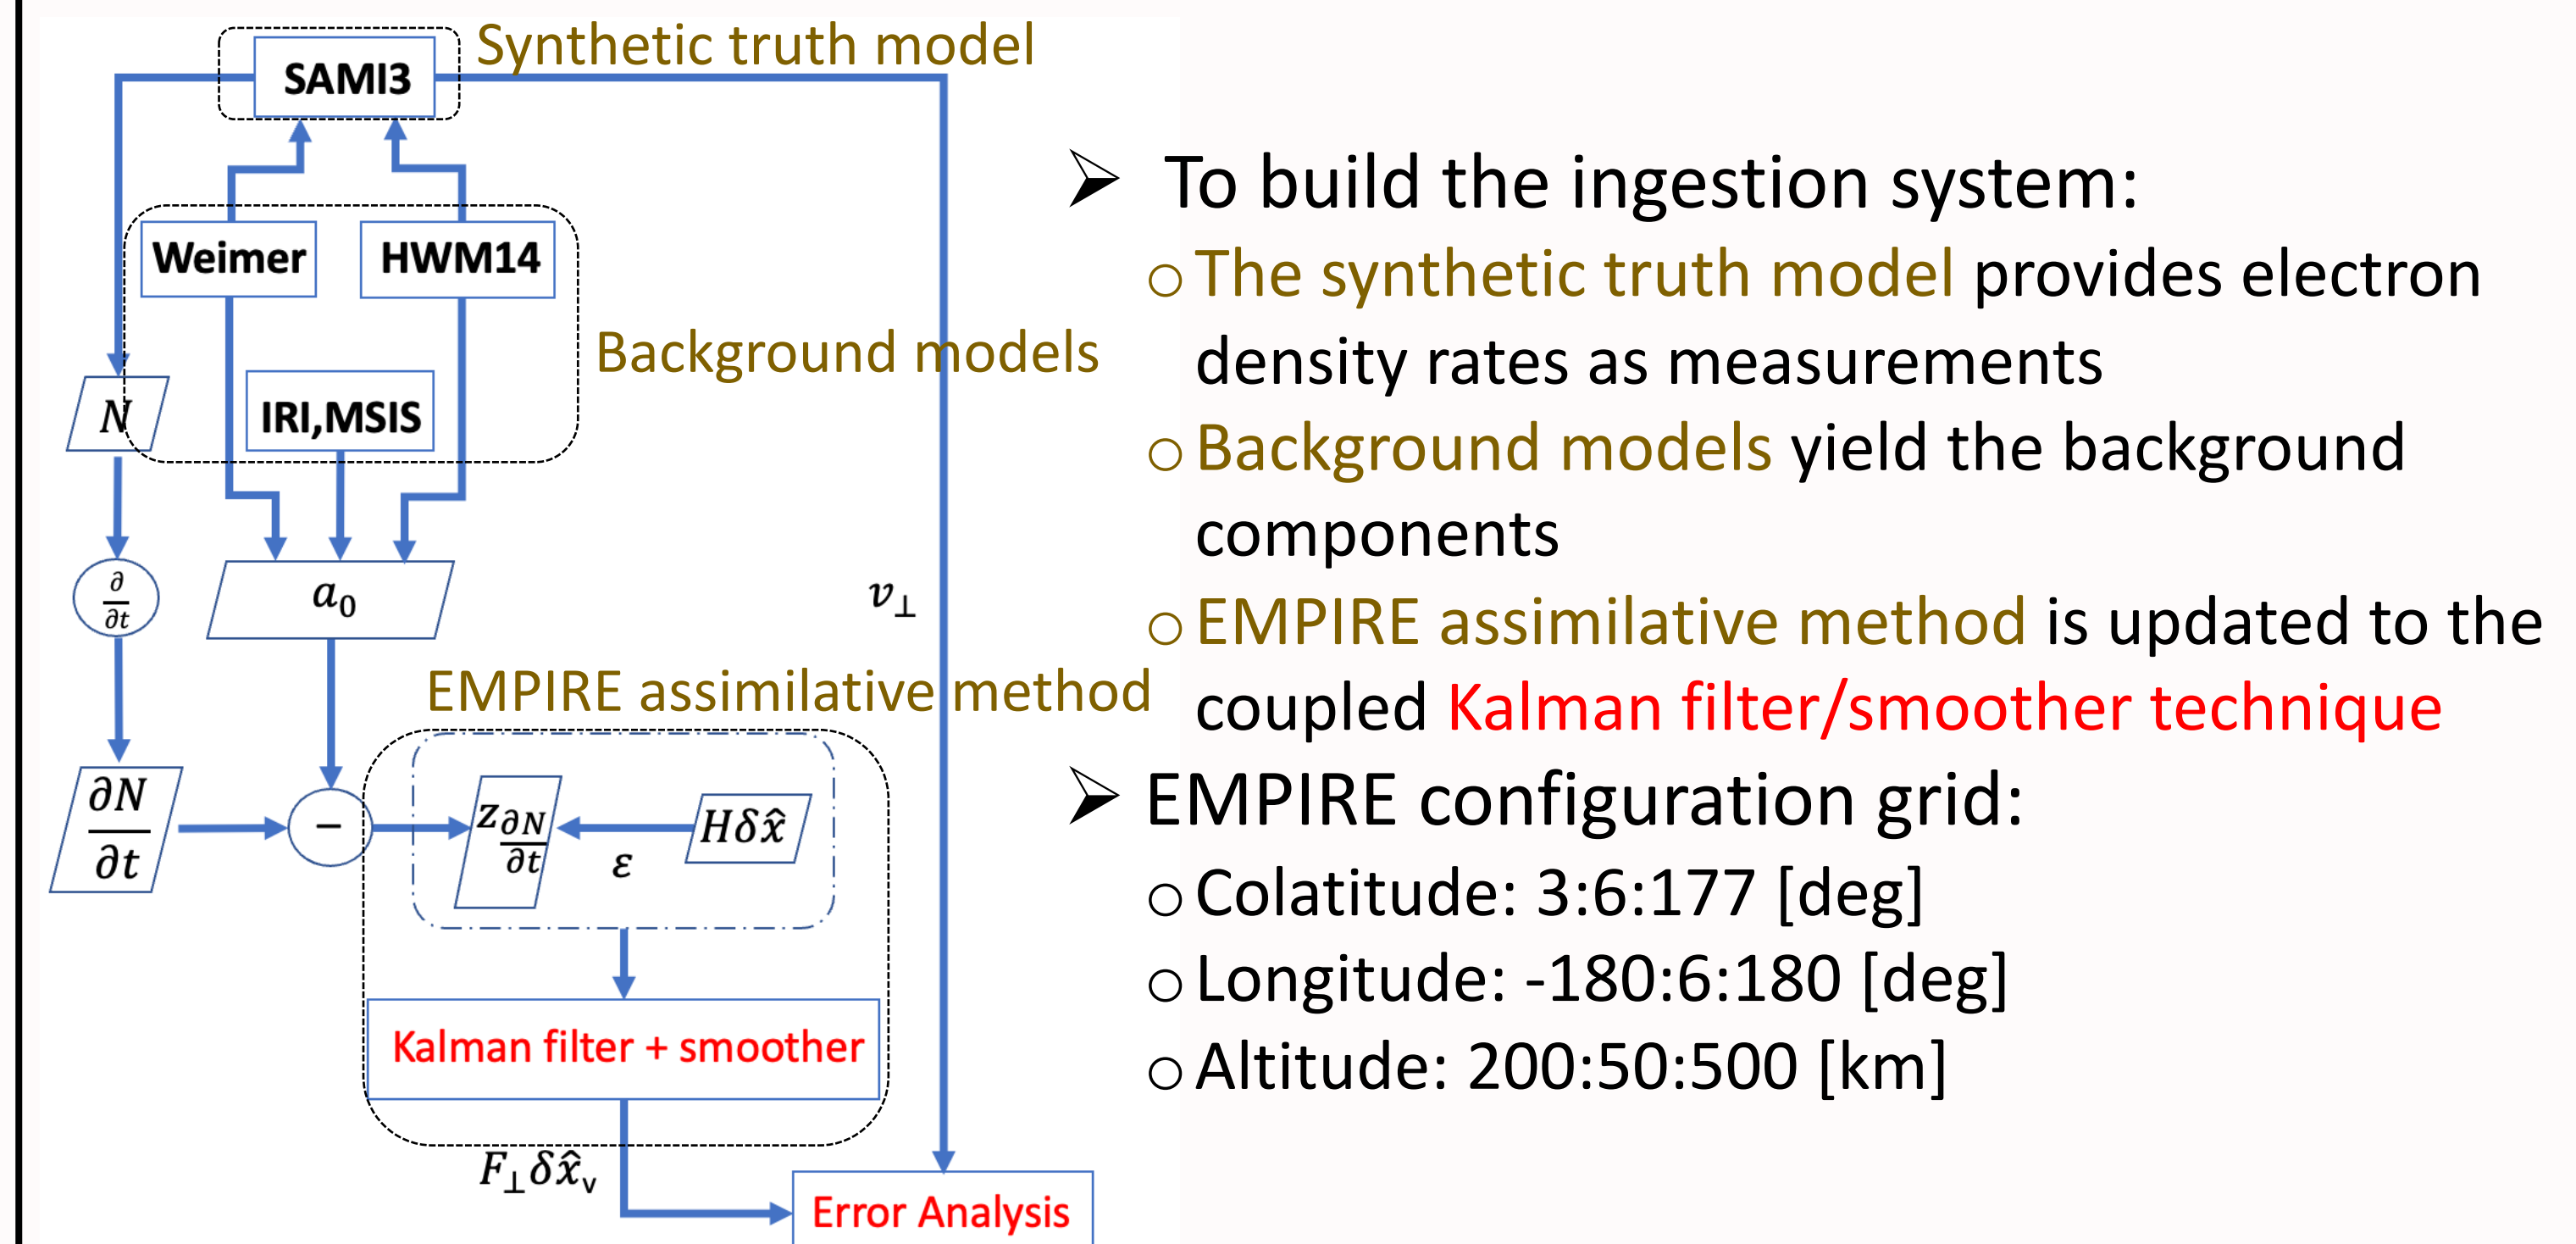 Synthetic truth model
SAMI3
Weimer
HWM14
Background models
N
IRI,MSIS
∂/∂t
a₀
v⊥
EMPIRE assimilative method
∂N/∂t
−
z ∂N/∂t
ε
Hδx̂
Kalman filter + smoother
F⊥δx̂ᵥ
Error Analysis
➢ To build the ingestion system:
o The synthetic truth model provides electron
density rates as measurements
o Background models yield the background
components
o EMPIRE assimilative method is updated to the
coupled Kalman filter/smoother technique
➢ EMPIRE configuration grid:
o Colatitude: 3:6:177 [deg]
o Longitude: -180:6:180 [deg]
o Altitude: 200:50:500 [km]